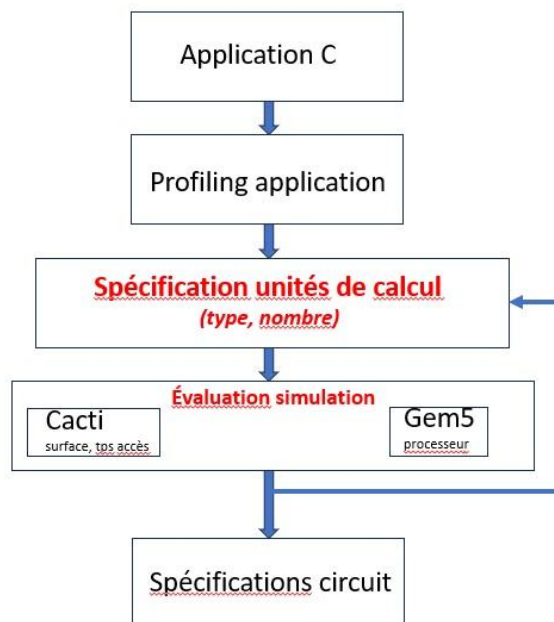 Application C
Profiling application
Spécification unités de calcul
(type, nombre)
Évaluation simulation
Cacti
surface, tps accès
Gem5
processeur
Spécifications circuit